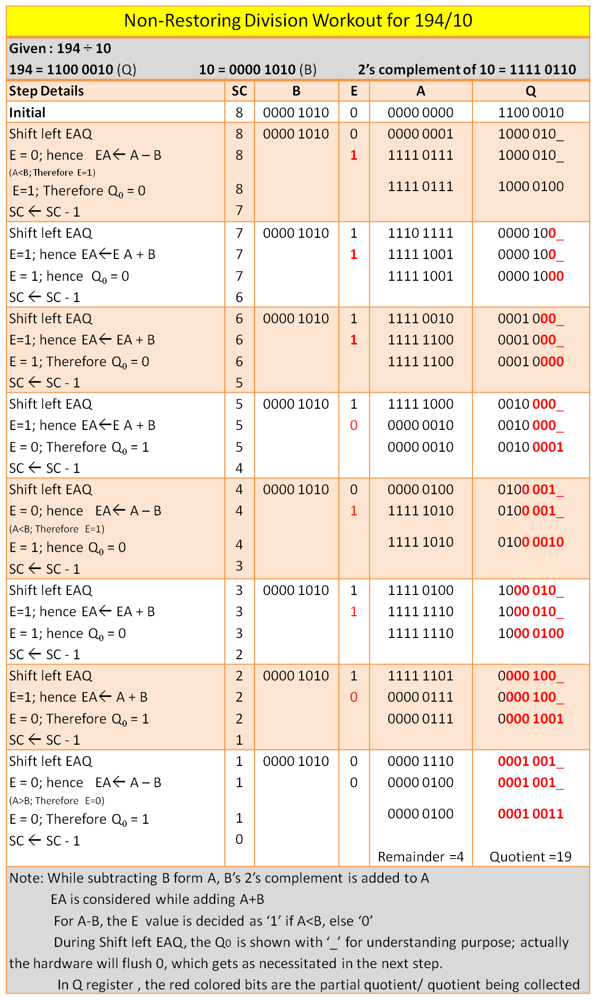 Non-Restoring Division Workout for 194/10
Given : 194 ÷ 10
194 = 1100 0010 (Q) 10 = 0000 1010 (B) 2's complement of 10 = 1111 0110
Step Details SC B E A Q
Initial 8 0000 1010 0 0000 0000 1100 0010
Shift left EAQ 8 0000 1010 0 0000 0001 1000 010_
E = 0; hence EA← A – B 8 1 1111 0111 1000 010_
(A<B; Therefore E=1)
E=1; Therefore Q0 = 0 8 1111 0111 1000 0100
SC ← SC - 1 7
Shift left EAQ 7 0000 1010 1 1110 1111 0000 100_
E=1; hence EA←E A + B 7 1 1111 1001 0000 100_
E = 1; hence Q0 = 0 7 1111 1001 0000 1000
SC ← SC - 1 6
Shift left EAQ 6 0000 1010 1 1111 0010 0001 000_
E=1; hence EA← EA + B 6 1 1111 1100 0001 000_
E = 1; Therefore Q0 = 0 6 1111 1100 0001 0000
SC ← SC - 1 5
Shift left EAQ 5 0000 1010 1 1111 1000 0010 000_
E=1; hence EA←E A + B 5 0 0000 0010 0010 000_
E = 0; Therefore Q0 = 1 5 0000 0010 0010 0001
SC ← SC - 1 4
Shift left EAQ 4 0000 1010 0 0000 0100 0100 001_
E = 0; hence EA← A – B 4 1 1111 1010 0100 001_
(A<B; Therefore E=1)
E = 1; hence Q0 = 0 4 1111 1010 0100 0010
SC ← SC - 1 3
Shift left EAQ 3 0000 1010 1 1111 0100 1000 010_
E=1; hence EA← EA + B 3 1 1111 1110 1000 010_
E = 1; hence Q0 = 0 3 1111 1110 1000 0100
SC ← SC - 1 2
Shift left EAQ 2 0000 1010 1 1111 1101 0000 100_
E=1; hence EA← A + B 2 0 0000 0111 0000 100_
E = 0; Therefore Q0 = 1 2 0000 0111 0000 1001
SC ← SC - 1 1
Shift left EAQ 1 0000 1010 0 0000 1110 0001 001_
E = 0; hence EA← A – B 1 0 0000 0100 0001 001_
(A>B; Therefore E=0)
E = 0; Therefore Q0 = 1 1 0000 0100 0001 0011
SC ← SC - 1 0
Remainder =4 Quotient =19
Note: While subtracting B form A, B's 2's complement is added to A
EA is considered while adding A+B
For A-B, the E value is decided as '1' if A<B, else '0'
During Shift left EAQ, the Q0 is shown with '_' for understanding purpose; actually
the hardware will flush 0, which gets as necessitated in the next step.
In Q register , the red colored bits are the partial quotient/ quotient being collected